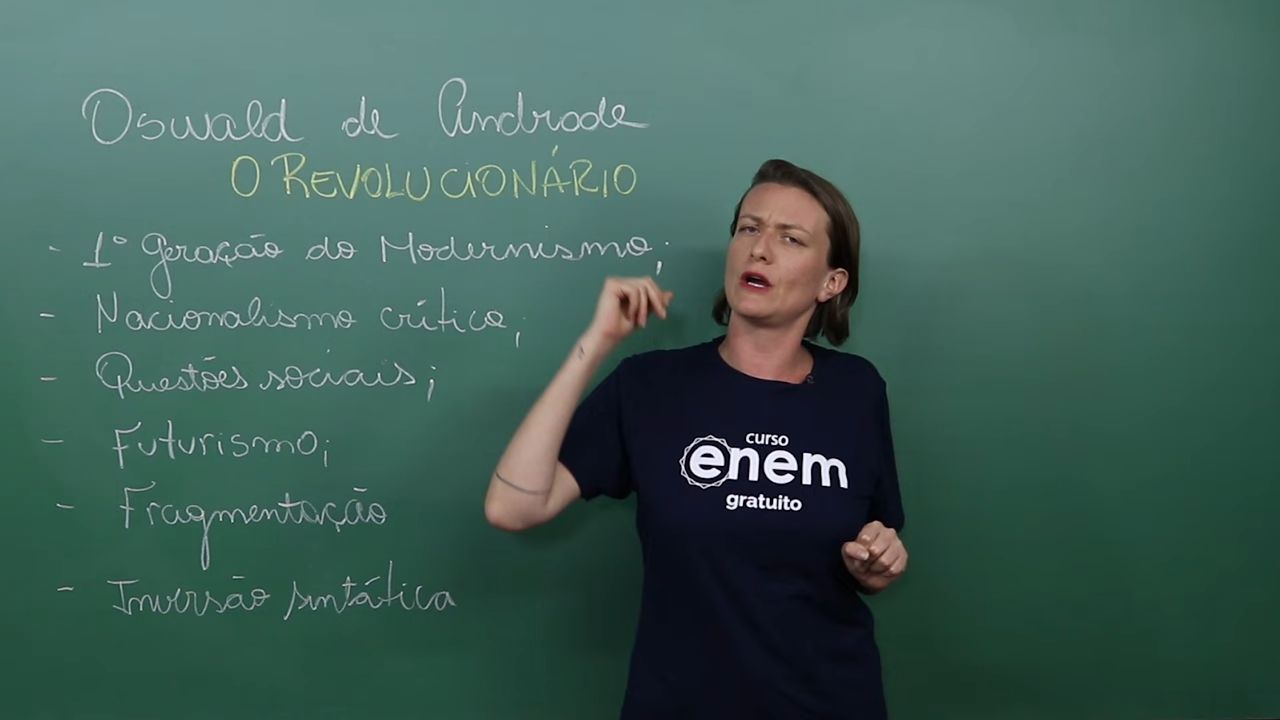 Oswald de Andrade
O REVOLUCIONÁRIO
- 1º Geração do Modernismo;
- Nacionalismo crítico;
- Questões sociais;
- Futurismo;
- Fragmentação
- Inversão sintática
curso
enem
gratuito